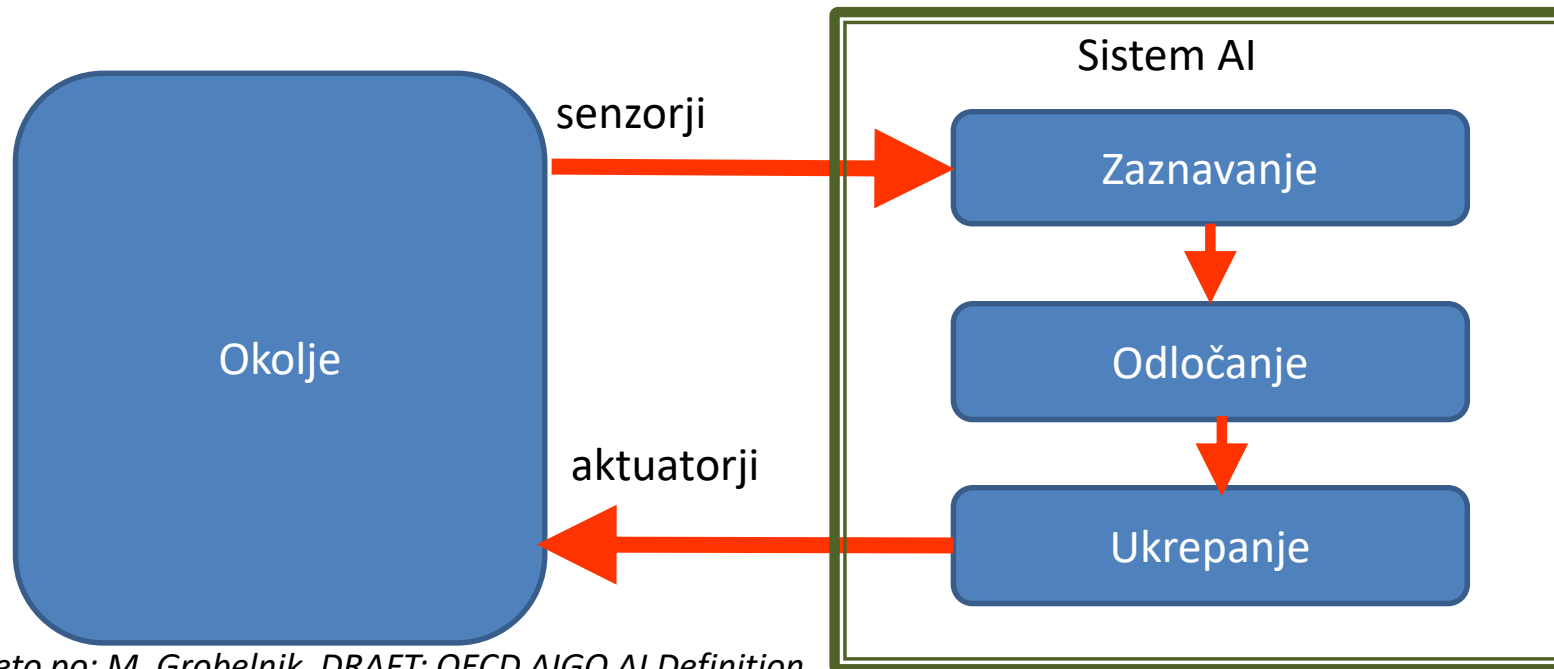 Sistem AI
senzorji
Zaznavanje
Okolje
Odločanje
aktuatorji
Ukrepanje
po: M. Grobelnik, DRAFT: OECD AIGO AI Definition